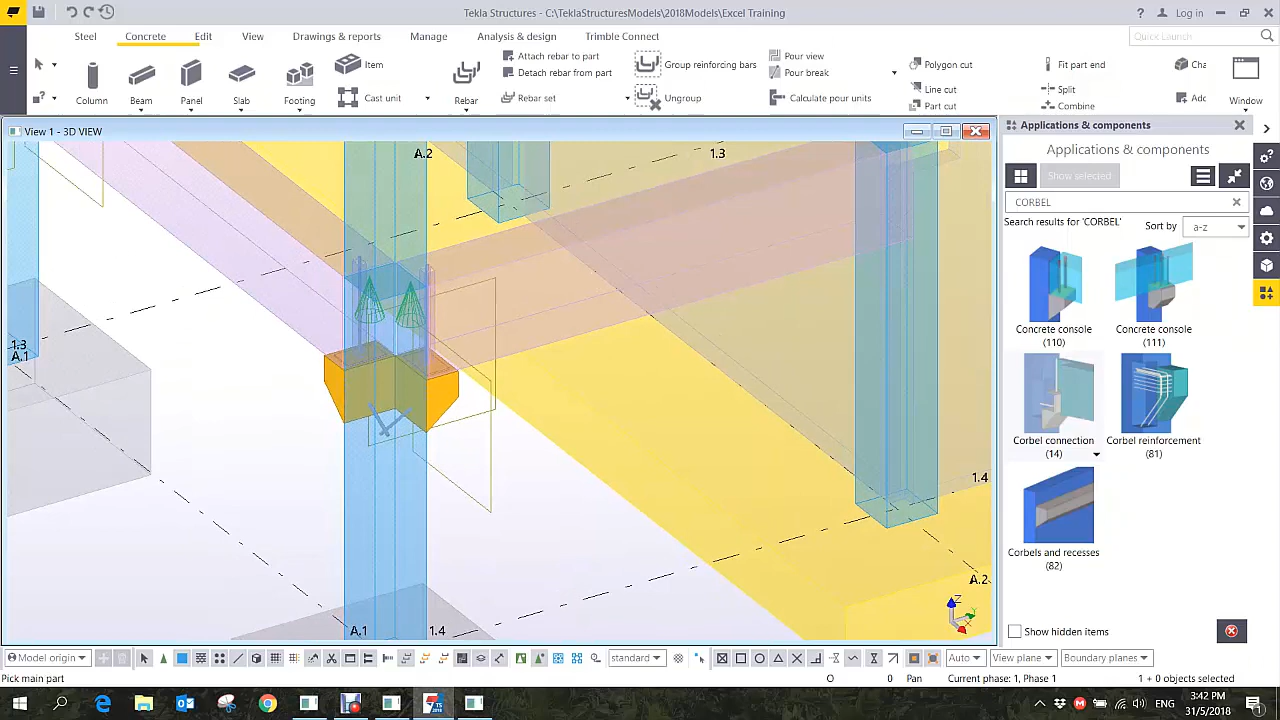 Tekla Structures - C:\TeklaStructuresModels\2018Models\Excel Training
Log in
Steel
Concrete
Edit
View
Drawings & reports
Manage
Analysis & design
Trimble Connect
Quick Launch
Column
Beam
Panel
Slab
Footing
Item
Cast unit
Rebar
Attach rebar to part
Detach rebar from part
Rebar set
Group reinforcing bars
Ungroup
Pour view
Pour break
Calculate pour units
Polygon cut
Line cut
Part cut
Fit part end
Split
Combine
Cha
Adc
Window
View 1 - 3D VIEW
Applications & components
Applications & components
Show selected
CORBEL
Search results for 'CORBEL'
Sort by
a-z
Concrete console
(110)
Concrete console
(111)
Corbel connection
(14)
Corbel reinforcement
(81)
Corbels and recesses
(82)
Show hidden items
A.2
1.3
1.3
A.1
1.4
A.2
A.1
1.4
Z
Y
X
Model origin
standard
Auto
View plane
Boundary planes
Pick main part
O
0
Pan
Current phase: 1, Phase 1
1 + 0 objects selected
3:42 PM
31/5/2018